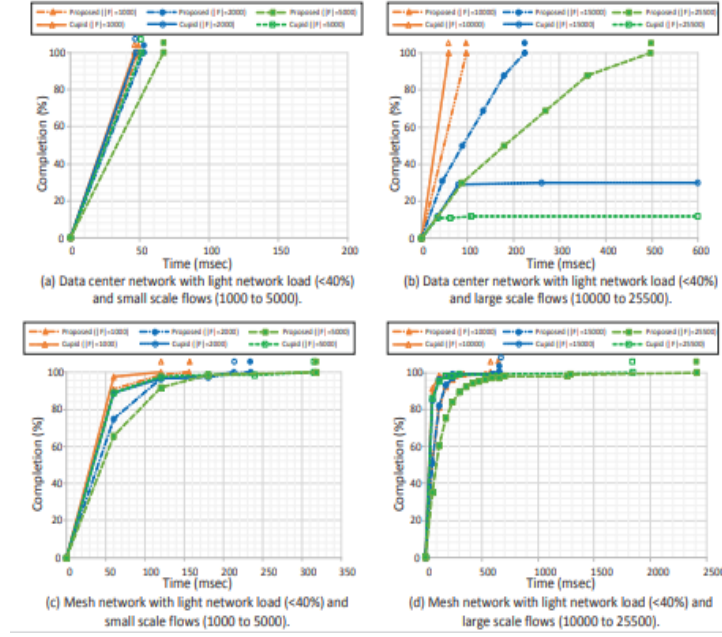 Proposed (|F|=1000) Proposed (|F|=2000) Proposed (|F|=5000)
Cupid (|F|=1000) Cupid (|F|=2000) Cupid (|F|=5000)
Completion (%)
100
80
60
40
20
0
0 50 100 150 200
Time (msec)
(a) Data center network with light network load (<40%)
and small scale flows (1000 to 5000).
Proposed (|F|=10000) Proposed (|F|=15000) Proposed (|F|=25500)
Cupid (|F|=10000) Cupid (|F|=15000) Cupid (|F|=25500)
Completion (%)
100
80
60
40
20
0
0 100 200 300 400 500 600
Time (msec)
(b) Data center network with light network load (<40%)
and large scale flows (10000 to 25500).
Proposed (|F|=1000) Proposed (|F|=2000) Proposed (|F|=5000)
Cupid (|F|=1000) Cupid (|F|=2000) Cupid (|F|=5000)
Completion (%)
100
80
60
40
20
0
0 50 100 150 200 250 300 350
Time (msec)
(c) Mesh network with light network load (<40%) and
small scale flows (1000 to 5000).
Proposed (|F|=10000) Proposed (|F|=15000) Proposed (|F|=25500)
Cupid (|F|=10000) Cupid (|F|=15000) Cupid (|F|=25500)
Completion (%)
100
80
60
40
20
0
0 500 1000 1500 2000 2500
Time (msec)
(d) Mesh network with light network load (<40%) and
large scale flows (10000 to 25500).